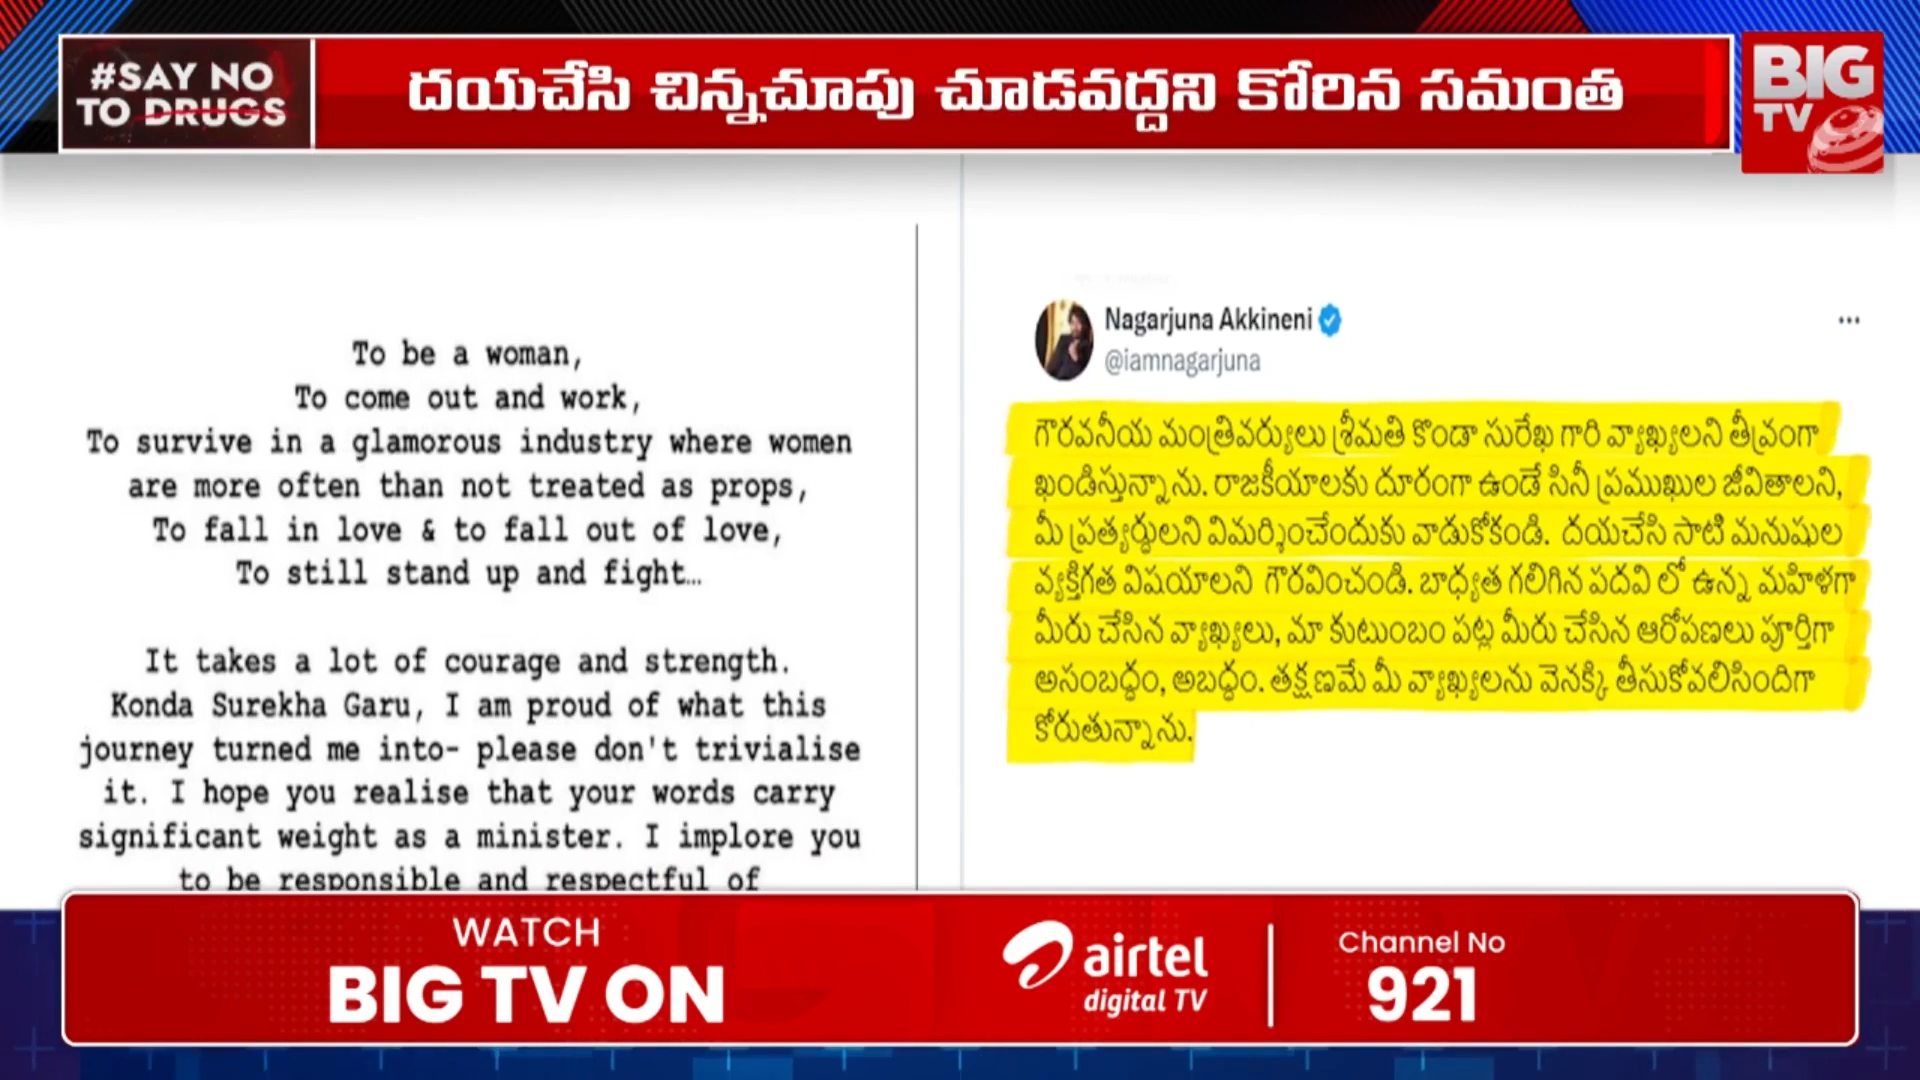 #SAY NO
TO DRUGS
దయచేసి చిన్నచూపు చూడవద్దని కోరిన సమంత
BIG
TV
To be a woman,
To come out and work,
To survive in a glamorous industry where women
are more often than not treated as props,
To fall in love & to fall out of love,
To still stand up and fight…
It takes a lot of courage and strength.
Konda Surekha Garu, I am proud of what this
journey turned me into- please don't trivialise
it. I hope you realise that your words carry
significant weight as a minister. I implore you
to be responsible and respectful of
Nagarjuna Akkineni
@iamnagarjuna
గౌరవనీయ మంత్రివర్యులు శ్రీమతి కొండా సురేఖ గారి వ్యాఖ్యలని తీవ్రంగా
ఖండిస్తున్నాను. రాజకీయాలకు దూరంగా ఉండే సినీ ప్రముఖుల జీవితాలని,
మీ ప్రత్యర్ధులని విమర్శించేందుకు వాడుకోకండి. దయచేసి సాటి మనుషుల
వ్యక్తిగత విషయాలని గౌరవించండి. బాధ్యత గలిగిన పదవి లో ఉన్న మహిళగా
మీరు చేసిన వ్యాఖ్యలు, మా కుటుంబం పట్ల మీరు చేసిన ఆరోపణలు పూర్తిగా
అసంబద్ధం, అబద్ధం. తక్షణమే మీ వ్యాఖ్యలను వెనక్కి తీసుకోవలిసిందిగా
కోరుతున్నాను.
WATCH
BIG TV ON
airtel
digital TV
Channel No
921